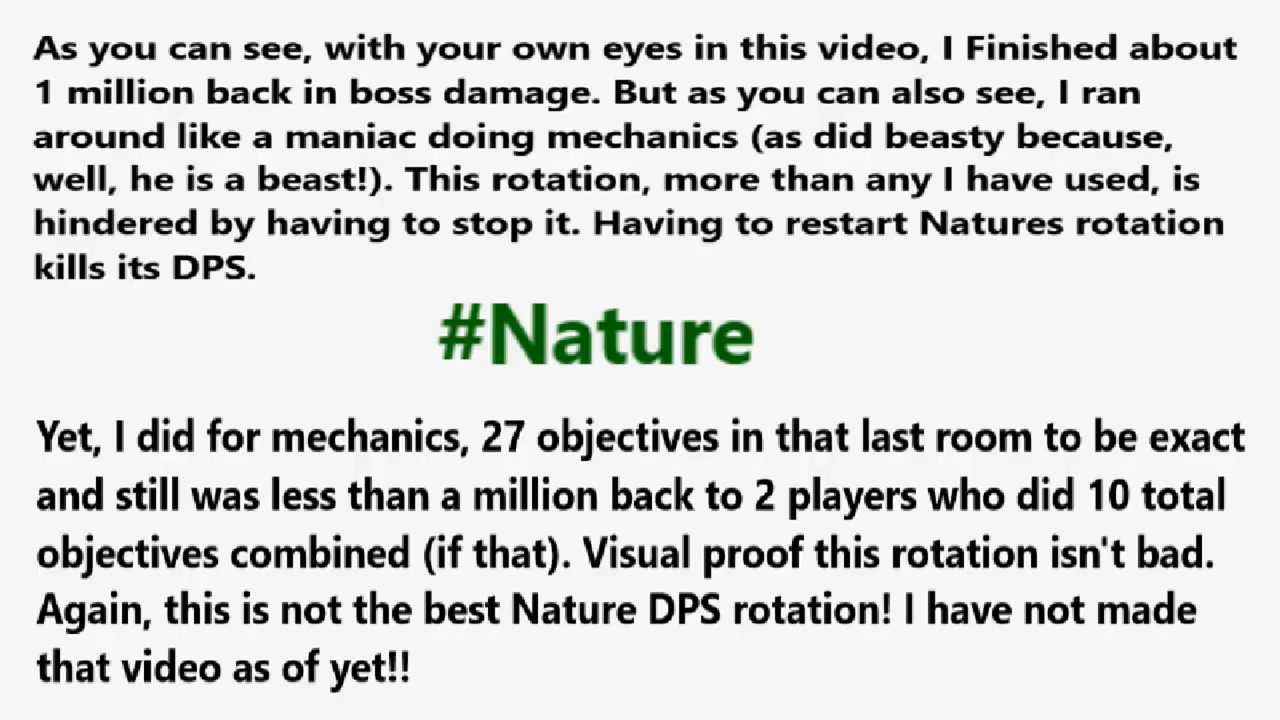 As you can see, with your own eyes in this video, I Finished about
1 million back in boss damage. But as you can also see, I ran
around like a maniac doing mechanics (as did beasty because,
well, he is a beast!). This rotation, more than any I have used, is
hindered by having to stop it. Having to restart Natures rotation
kills its DPS.
#Nature
Yet, I did for mechanics, 27 objectives in that last room to be exact
and still was less than a million back to 2 players who did 10 total
objectives combined (if that). Visual proof this rotation isn't bad.
Again, this is not the best Nature DPS rotation! I have not made
that video as of yet!!